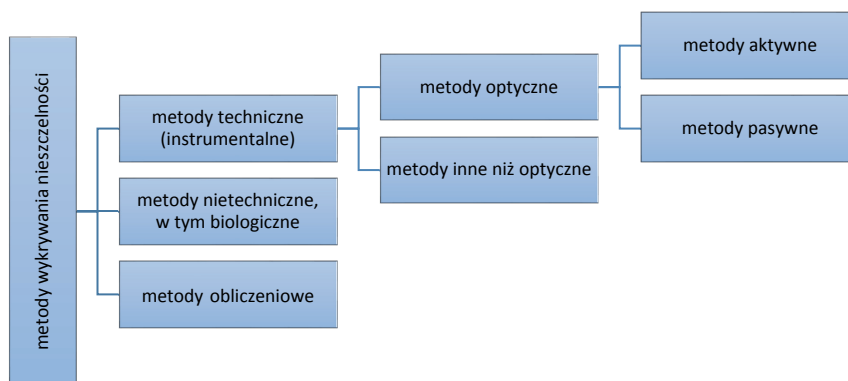 metody wykrywania nieszczelności
metody techniczne
(instrumentalne)
metody nietechniczne,
w tym biologiczne
metody obliczeniowe
metody optyczne
metody inne niż optyczne
metody aktywne
metody pasywne